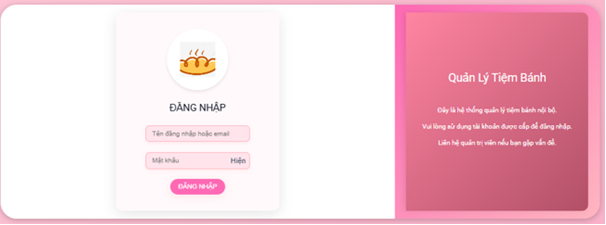 ĐĂNG NHẬP
Tên đăng nhập hoặc email
Mật khẩu
Hiện
ĐĂNG NHẬP
Quản Lý Tiệm Bánh
Đây là hệ thống quản lý tiệm bánh nội bộ.
Vui lòng sử dụng tài khoản được cấp để đăng nhập.
Liên hệ quản trị viên nếu bạn gặp vấn đề.